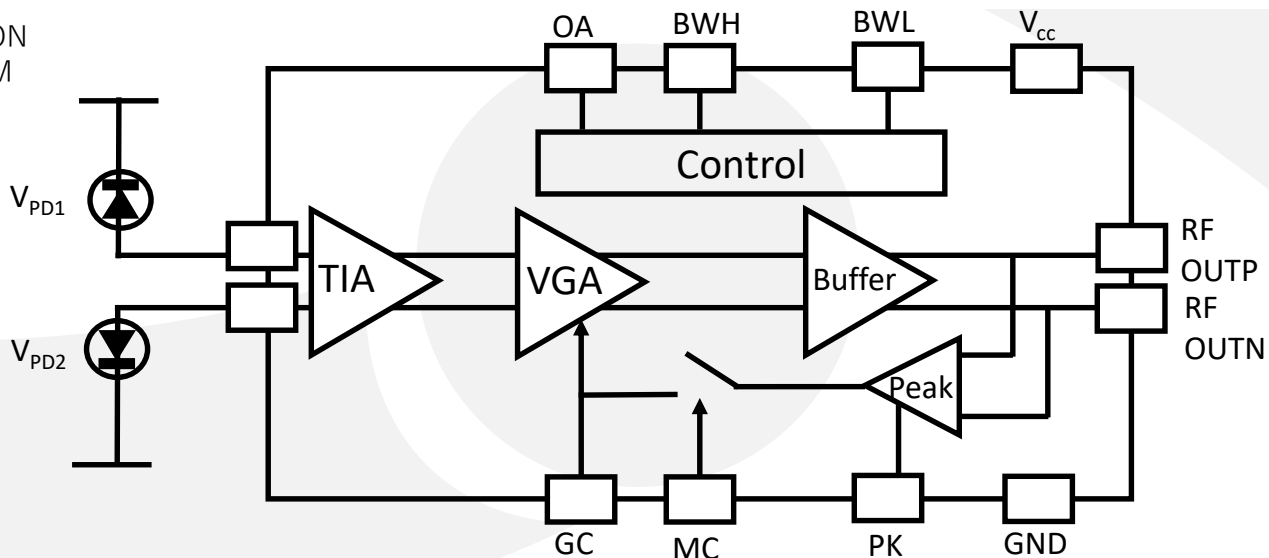 ON
M
OA
BWH
BWL
Vcc
Control
VPD1
TIA
VGA
Buffer
RF
OUTP
RF
OUTN
VPD2
Peak
GC
MC
PK
GND